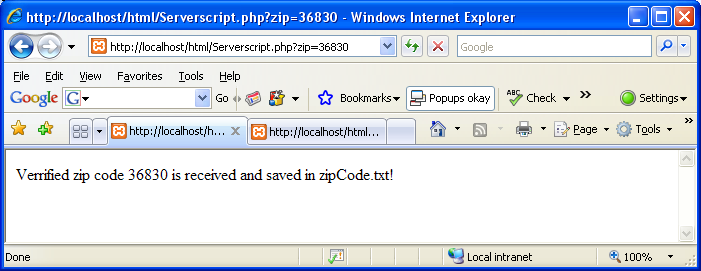 http://localhost/html/Serverscript.php?zip=36830 - Windows Internet Explorer
http://localhost/html/Serverscript.php?zip=36830 Google
File Edit View Favorites Tools Help
Google G Go Bookmarks Popups okay ABC Check » Settings
http://localhost/h... http://localhost/html... Page Tools »
Verrified zip code 36830 is received and saved in zipCode.txt!
Done Local intranet 100%